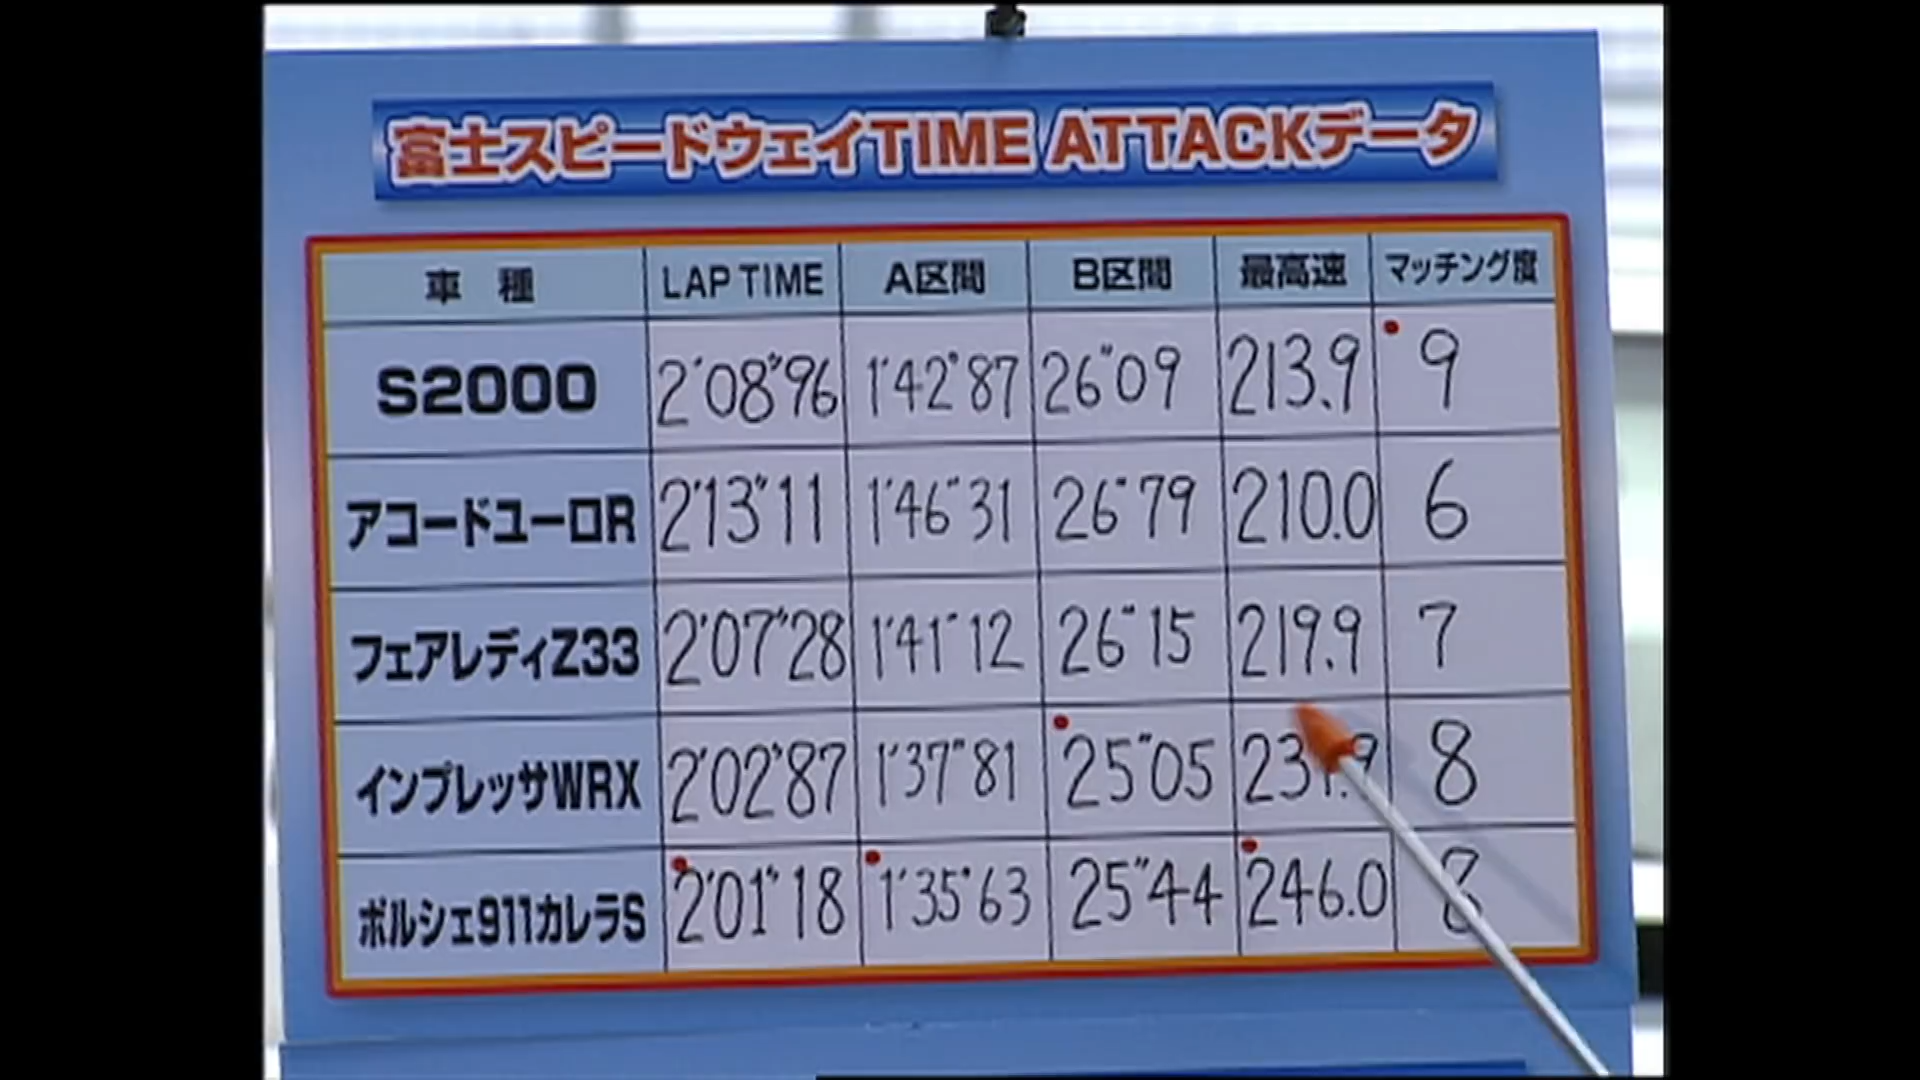 富士スピードウェイTIME ATTACKデータ
車 種 LAP TIME A区間 B区間 最高速 マッチング度
S2000 2'08"96 1'42"87 26"09 213.9 9
アコードユーロR 2'13"11 1'46"31 26"79 210.0 6
フェアレディZ33 2'07"28 1'41"12 26"15 219.9 7
インプレッサWRX 2'02"87 1'37"81 25"05 8
ポルシェ911カレラS 2'01"18 1'35"63 25"44 246.0 8